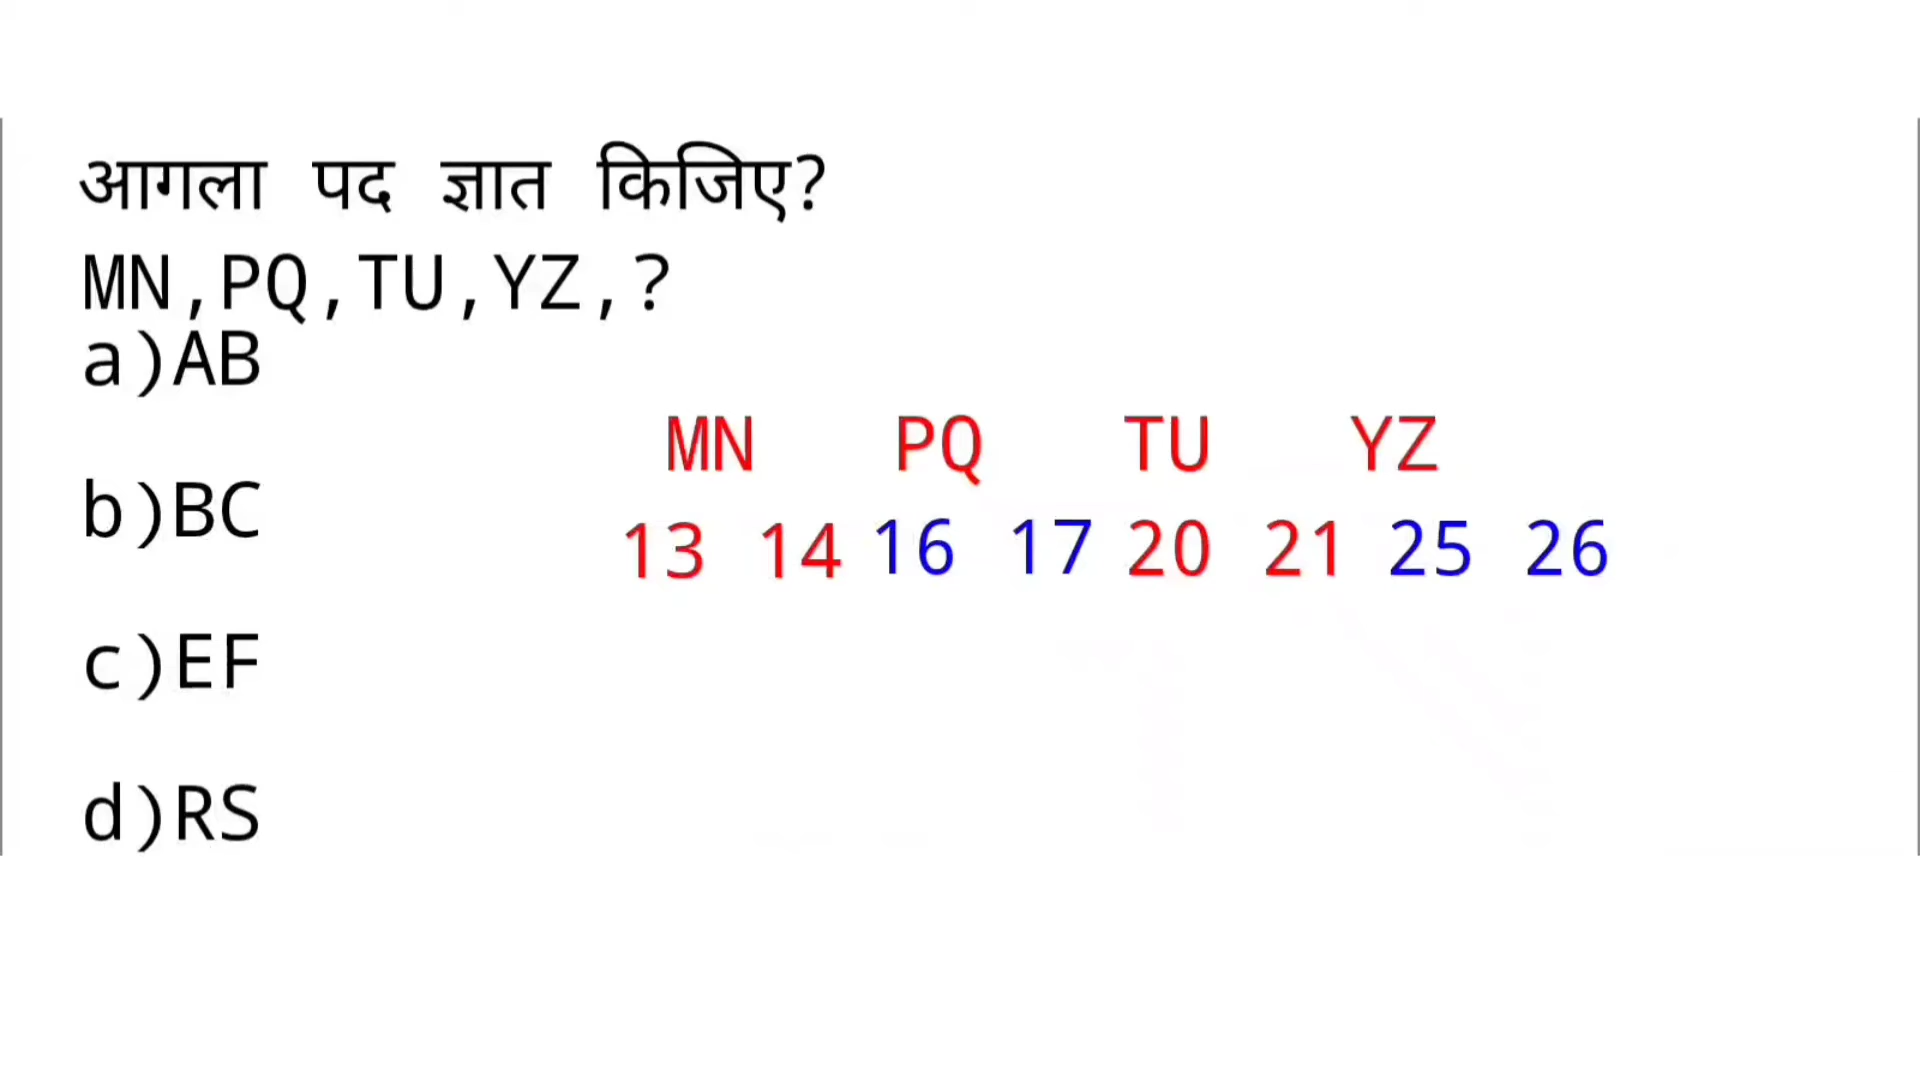 आगला पद ज्ञात किजिए?
MN,PQ,TU,YZ,?
a)AB
b)BC
c)EF
d)RS
MN PQ TU YZ
13 14 16 17 20 21 25 26